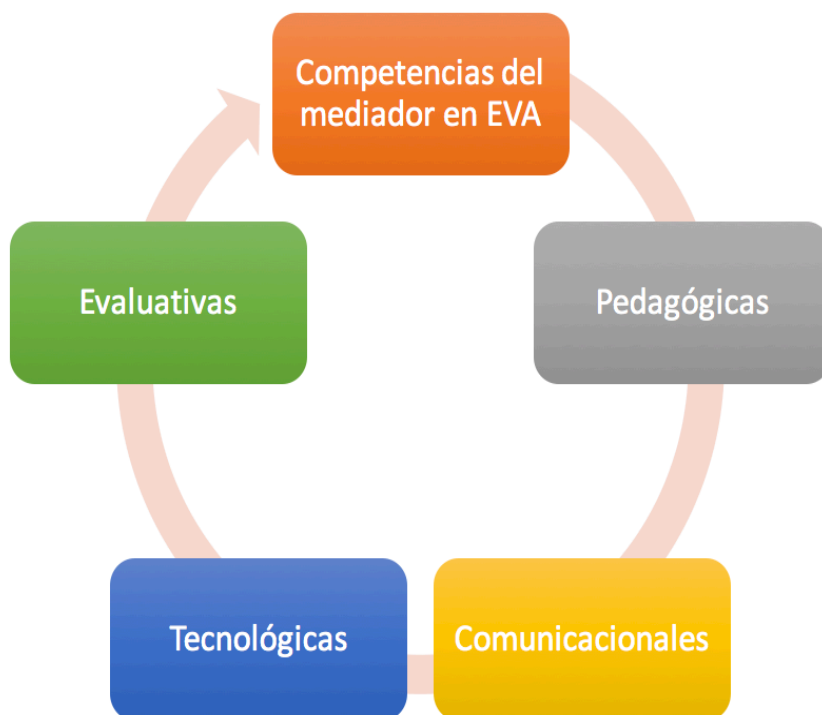 Competencias del
mediador en EVA
Pedagógicas
Comunicacionales
Tecnológicas
Evaluativas